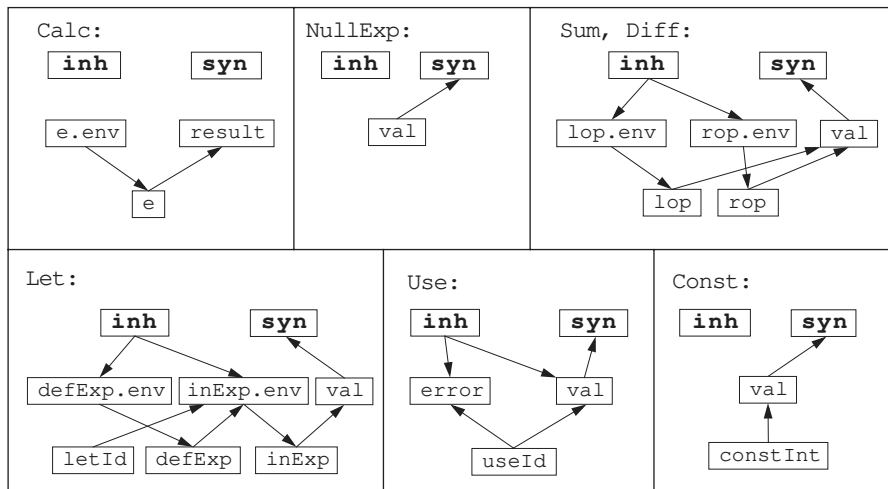 Calc:
inh syn
e.env result
e
NullExp:
inh syn
val
Sum, Diff:
inh syn
lop.env rop.env val
lop rop
Let:
inh syn
defExp.env inExp.env val
letId defExp inExp
Use:
inh syn
error val
useId
Const:
inh syn
val
constInt